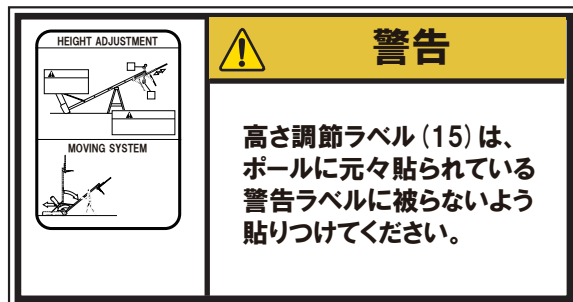 HEIGHT ADJUSTMENT
MOVING SYSTEM
警告
高さ調節ラベル(15)は、
ポールに元々貼られている
警告ラベルに被らないよう
貼りつけてください。